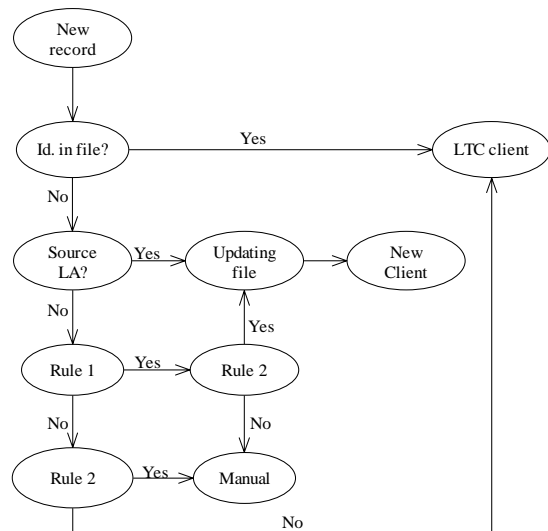 New
record
Id. in file?
Yes
LTC client
No
Source
LA?
Yes
Updating
file
New
Client
No
Yes
Rule 1
Yes
Rule 2
No
No
Rule 2
Yes
Manual
No